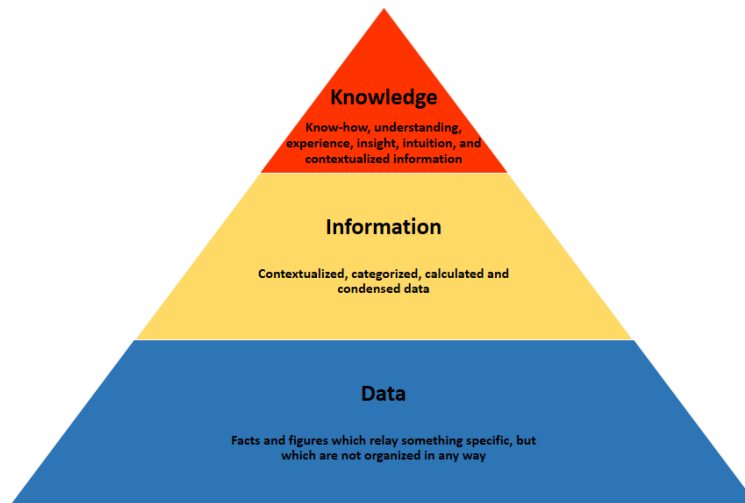 Knowledge
Know-how, understanding,
experience, insight, intuition, and
contextualized information
Information
Contextualized, categorized, calculated and
condensed data
Data
Facts and figures which relay something specific, but
which are not organized in any way